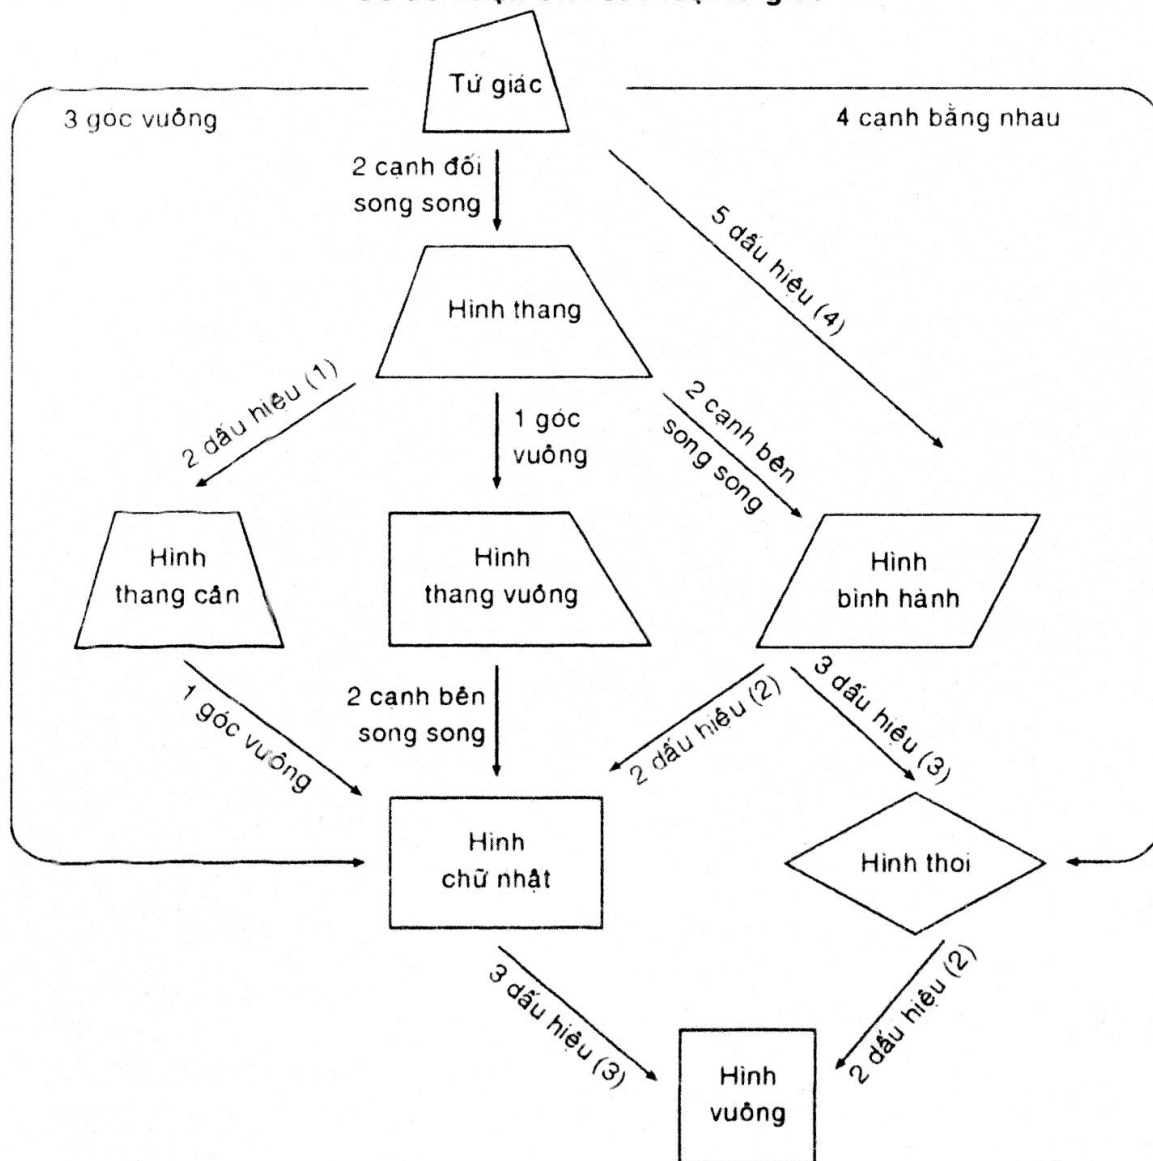 Tứ giác
3 góc vuông
4 cạnh bằng nhau
2 cạnh đối
song song
5 dấu hiệu (4)
Hình thang
2 dấu hiệu (1)
1 góc
vuông
2 cạnh bên
song song
Hình
thang cân
Hình
thang vuông
Hình
bình hành
1 góc vuông
2 cạnh bên
song song
2 dấu hiệu (2)
3 dấu hiệu (3)
Hình
chữ nhật
Hình thoi
3 dấu hiệu (3)
2 dấu hiệu (2)
Hình
vuông